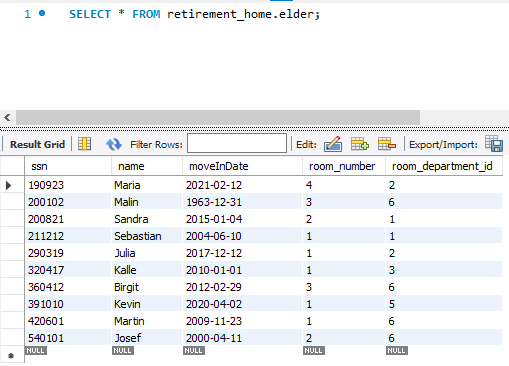 1 SELECT * FROM retirement_home.elder;
Result Grid Filter Rows: Edit: Export/Import:
ssn name moveInDate room_number room_department_id
190923 Maria 2021-02-12 4 2
200102 Malin 1963-12-31 3 6
200821 Sandra 2015-01-04 2 1
211212 Sebastian 2004-06-10 1 1
290319 Julia 2017-12-12 1 2
320417 Kalle 2010-01-01 1 3
360412 Birgit 2012-02-29 3 6
391010 Kevin 2020-04-02 1 5
420601 Martin 2009-11-23 1 6
540101 Josef 2000-04-11 2 6
NULL NULL NULL NULL NULL